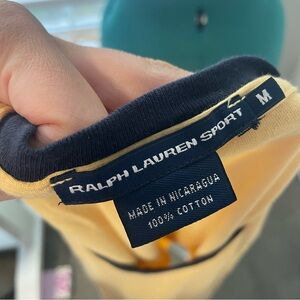 RALPH LAUREN SPORT
M
MADE IN NICARAGUA
100% COTTON